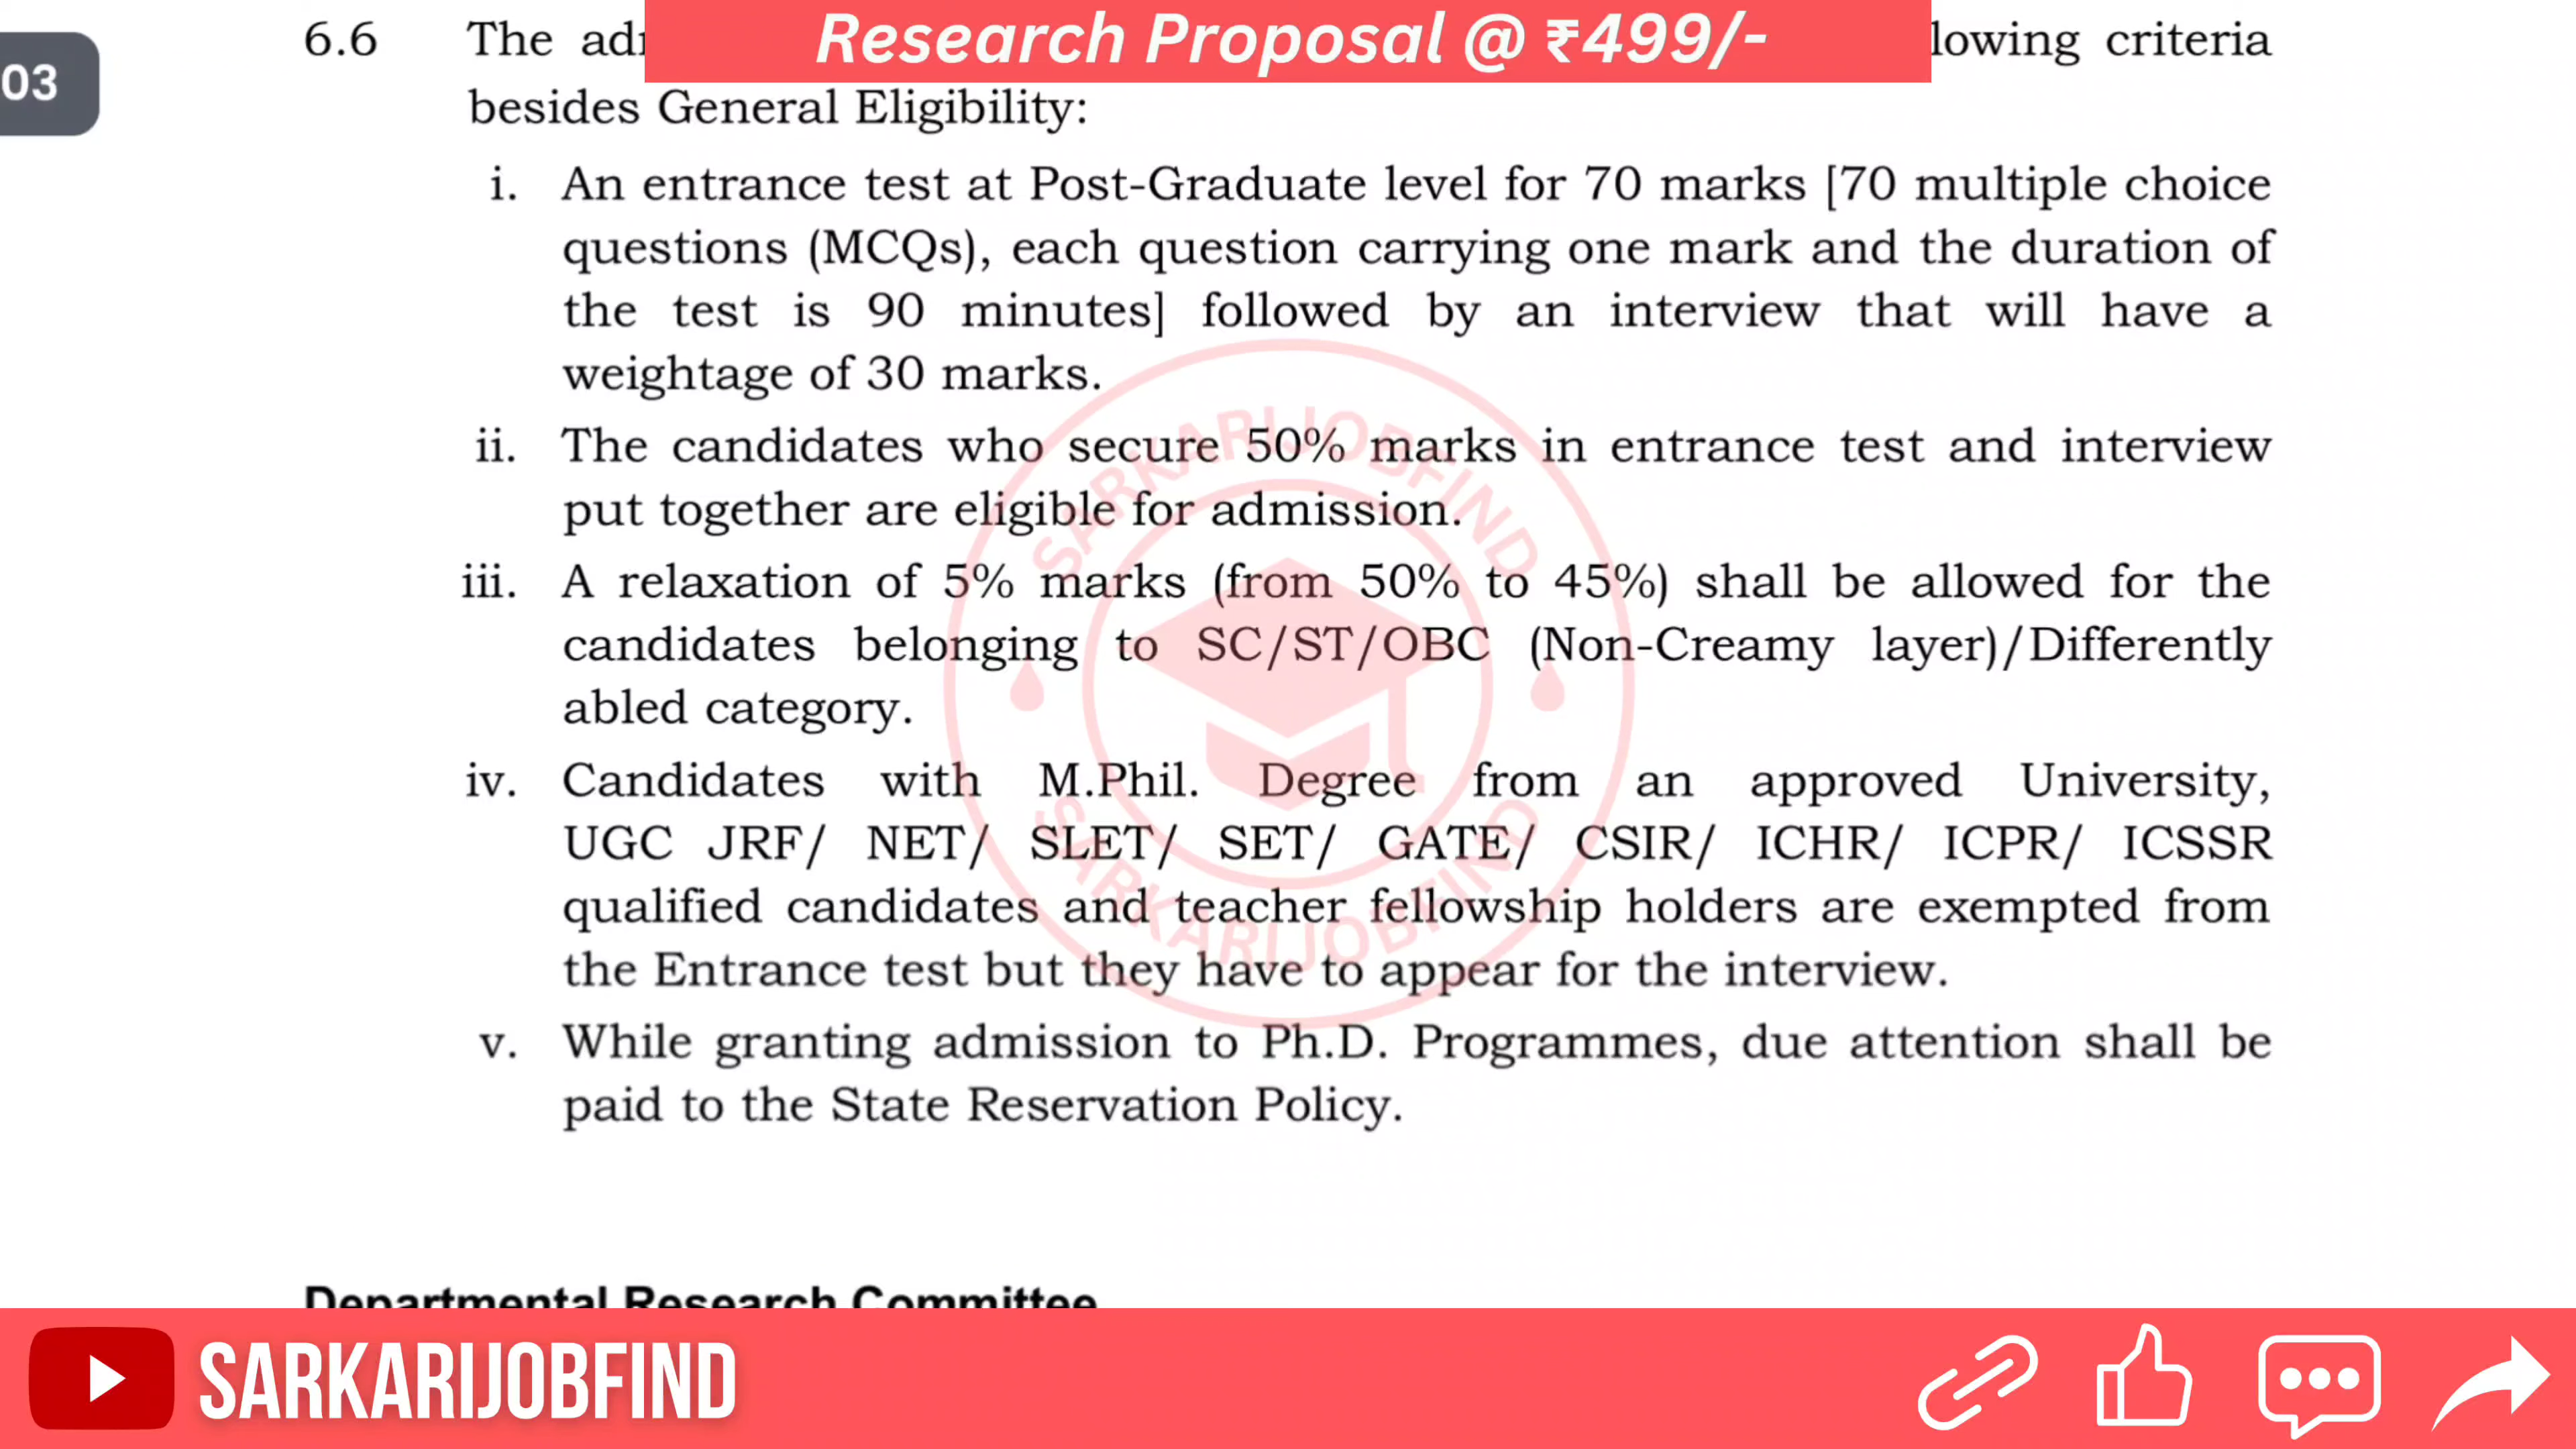 Research Proposal @ ₹499/-
03
6.6 The lowing criteria
besides General Eligibility:
i. An entrance test at Post-Graduate level for 70 marks [70 multiple choice
questions (MCQs), each question carrying one mark and the duration of
the test is 90 minutes] followed by an interview that will have a
weightage of 30 marks.
ii. The candidates who secure 50% marks in entrance test and interview
put together are eligible for admission.
iii. A relaxation of 5% marks (from 50% to 45%) shall be allowed for the
candidates belonging to SC/ST/OBC (Non-Creamy layer)/Differently
abled category.
iv. Candidates with M.Phil. Degree from an approved University,
UGC JRF/ NET/ SLET/ SET/ GATE/ CSIR/ ICHR/ ICPR/ ICSSR
qualified candidates and teacher fellowship holders are exempted from
the Entrance test but they have to appear for the interview.
v. While granting admission to Ph.D. Programmes, due attention shall be
paid to the State Reservation Policy.
SARKARIJOBFIND
SARKARIJOBFIND
Departmental Research Committee
SARKARIJOBFIND